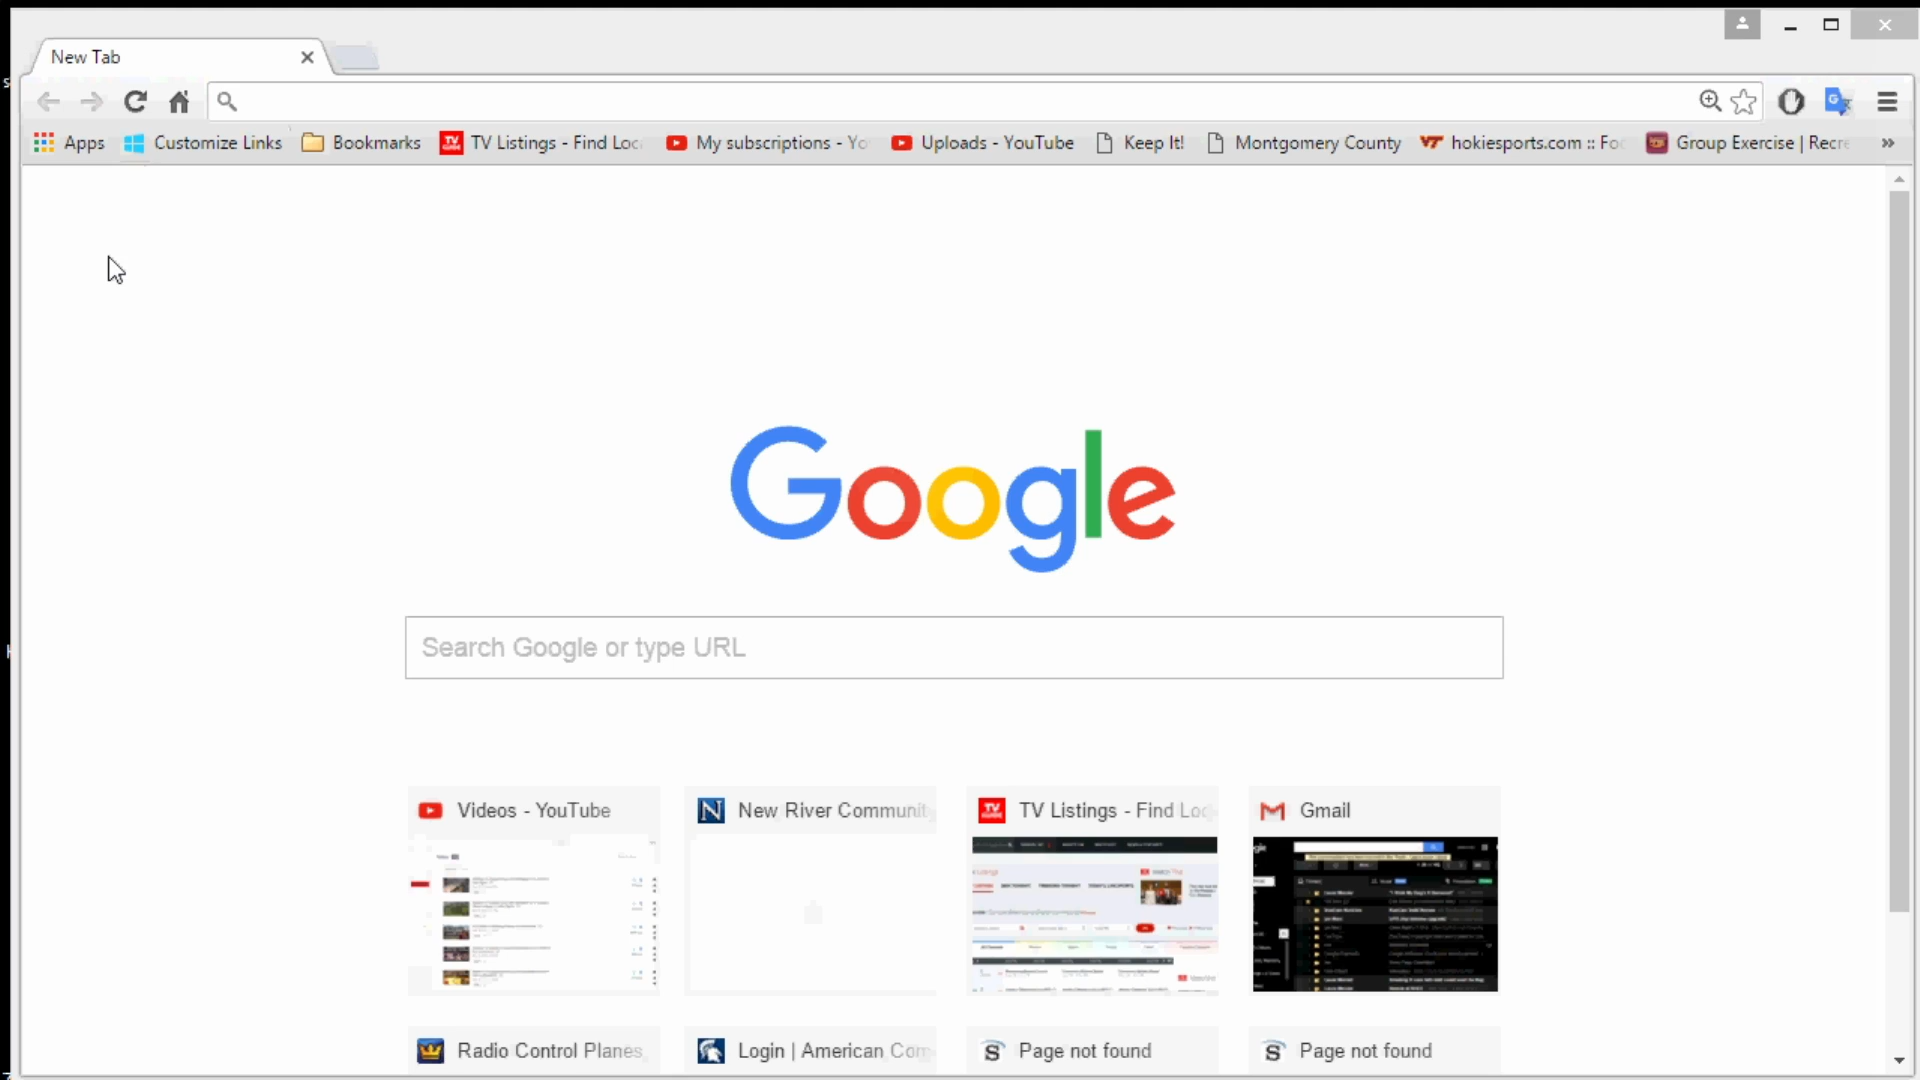 New Tab
Apps Customize Links Bookmarks TV Listings - Find Loc My subscriptions - Yo Uploads - YouTube Keep It! Montgomery County hokiesports.com :: Fo Group Exercise | Recre »
Google
Search Google or type URL
Videos - YouTube New River Communit TV Listings - Find Lo Gmail
Radio Control Planes Login | American Com Page not found Page not found